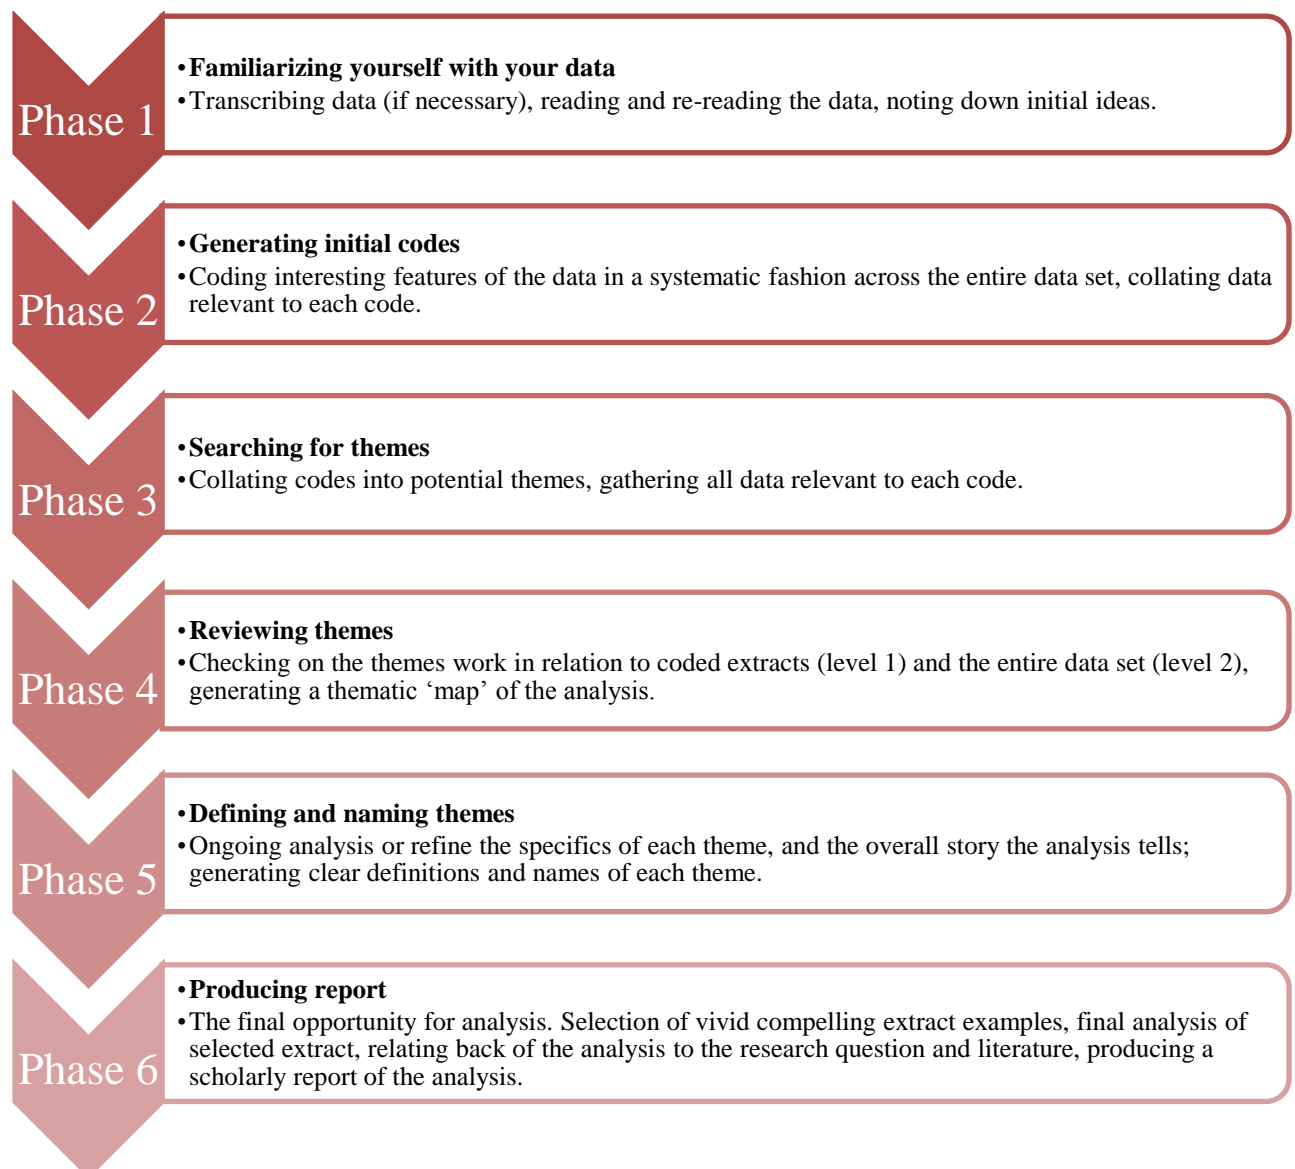 Phase 1
•Familiarizing yourself with your data
•Transcribing data (if necessary), reading and re-reading the data, noting down initial ideas.
Phase 2
•Generating initial codes
•Coding interesting features of the data in a systematic fashion across the entire data set, collating data
relevant to each code.
Phase 3
•Searching for themes
•Collating codes into potential themes, gathering all data relevant to each code.
Phase 4
•Reviewing themes
•Checking on the themes work in relation to coded extracts (level 1) and the entire data set (level 2),
generating a thematic ‘map’ of the analysis.
Phase 5
•Defining and naming themes
•Ongoing analysis or refine the specifics of each theme, and the overall story the analysis tells;
generating clear definitions and names of each theme.
Phase 6
•Producing report
•The final opportunity for analysis. Selection of vivid compelling extract examples, final analysis of
selected extract, relating back of the analysis to the research question and literature, producing a
scholarly report of the analysis.